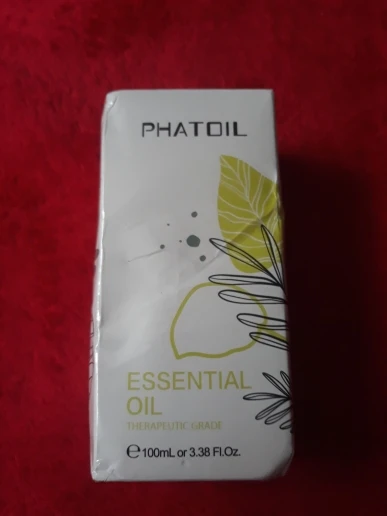 PHATOIL
ESSENTIAL
OIL
THERAPEUTIC GRADE
℮100mL or 3.38 Fl.Oz.